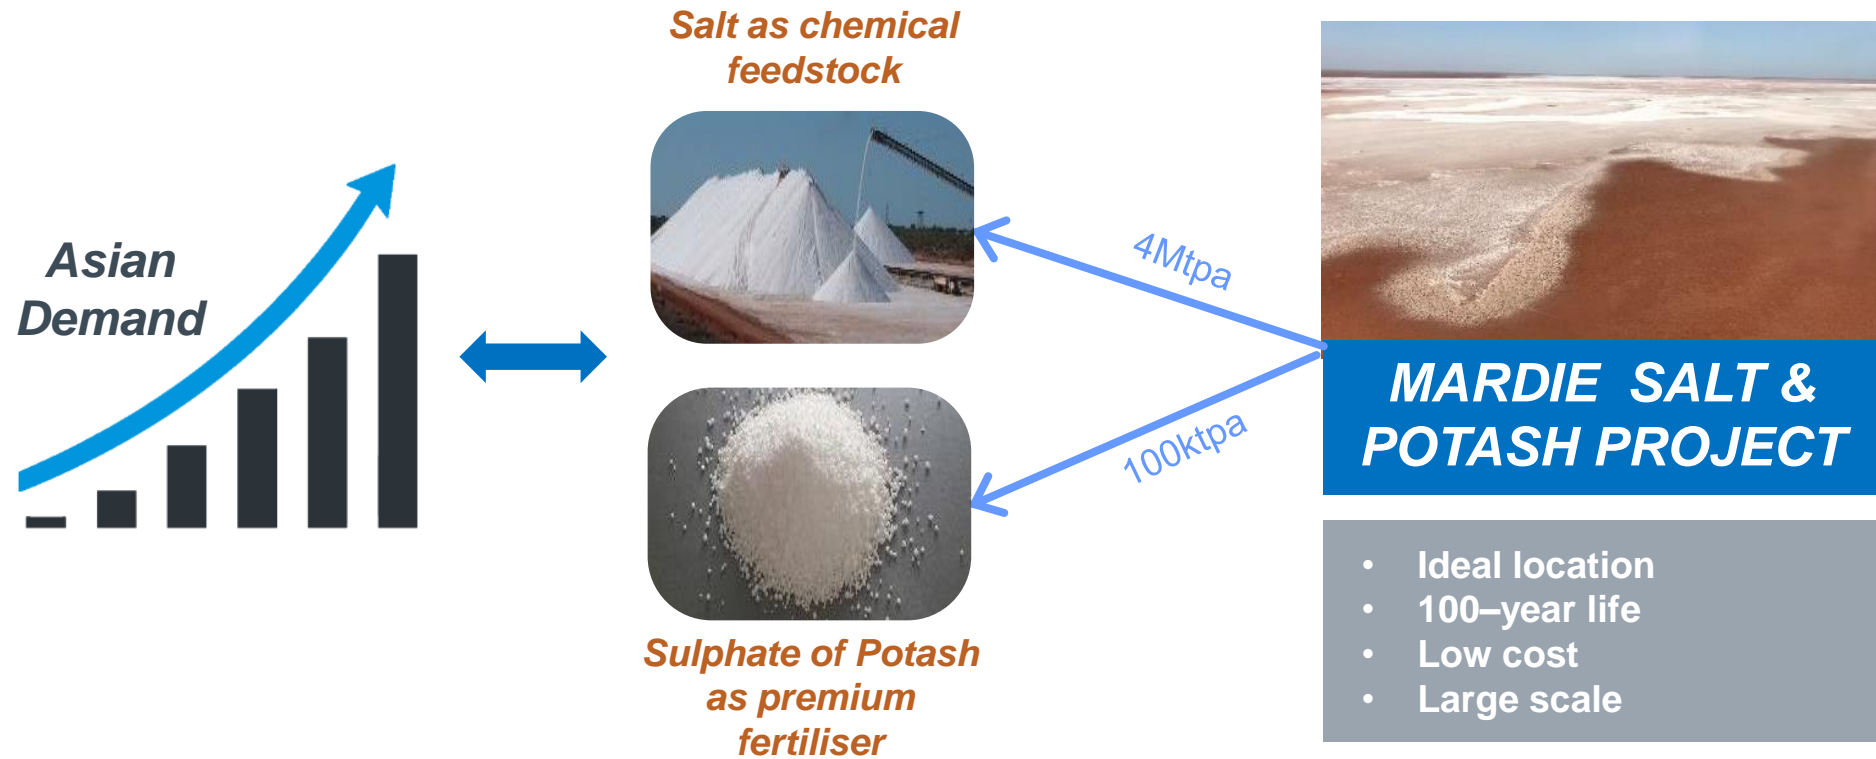 Salt as chemical
feedstock
Asian
Demand
4Mtpa
100ktpa
Sulphate of Potash
as premium
fertiliser
MARDIE SALT &
POTASH PROJECT
• Ideal location
• 100–year life
• Low cost
• Large scale